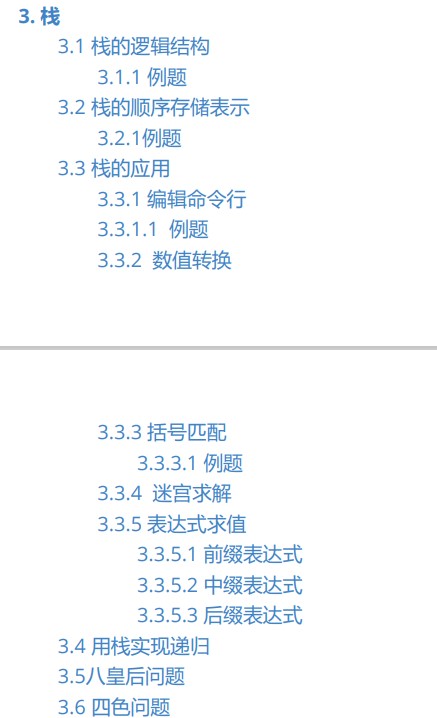 3. 栈
3.1 栈的逻辑结构
3.1.1 例题
3.2 栈的顺序存储表示
3.2.1例题
3.3 栈的应用
3.3.1 编辑命令行
3.3.1.1 例题
3.3.2 数值转换
3.3.3 括号匹配
3.3.3.1 例题
3.3.4 迷宫求解
3.3.5 表达式求值
3.3.5.1 前缀表达式
3.3.5.2 中缀表达式
3.3.5.3 后缀表达式
3.4 用栈实现递归
3.5八皇后问题
3.6 四色问题